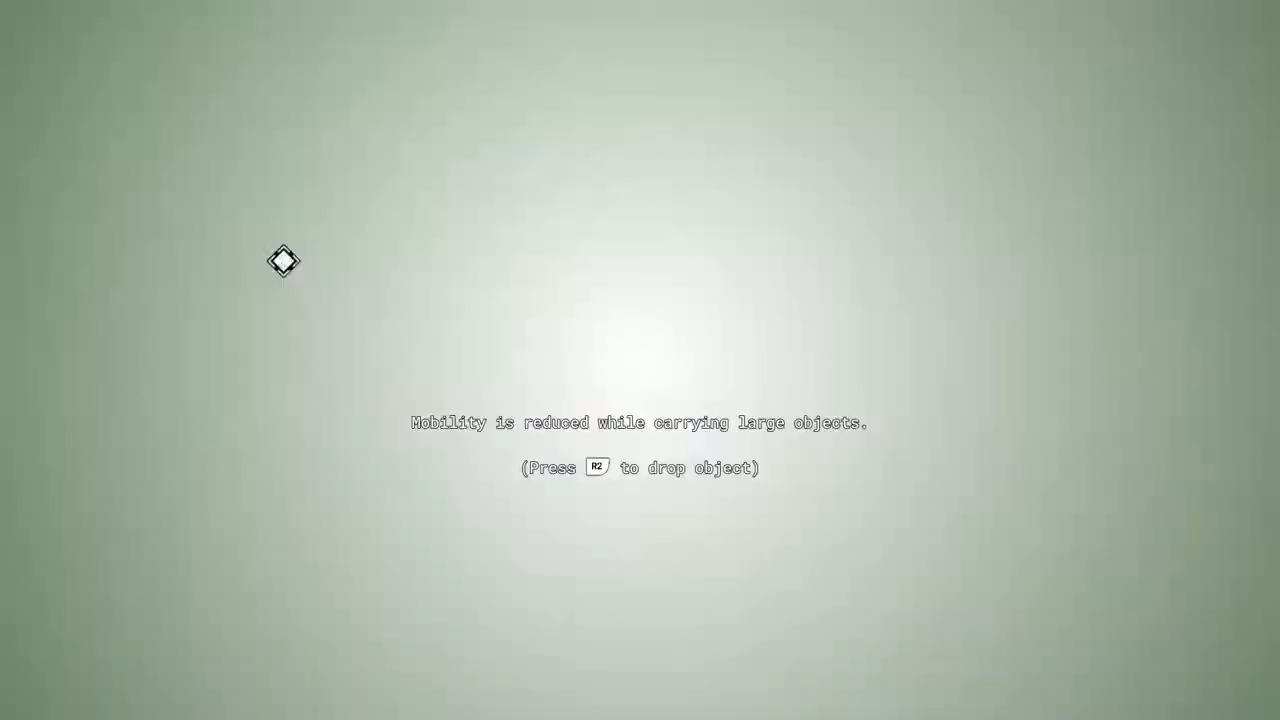 Mobility is reduced while carrying large objects.
(Press R2 to drop object)